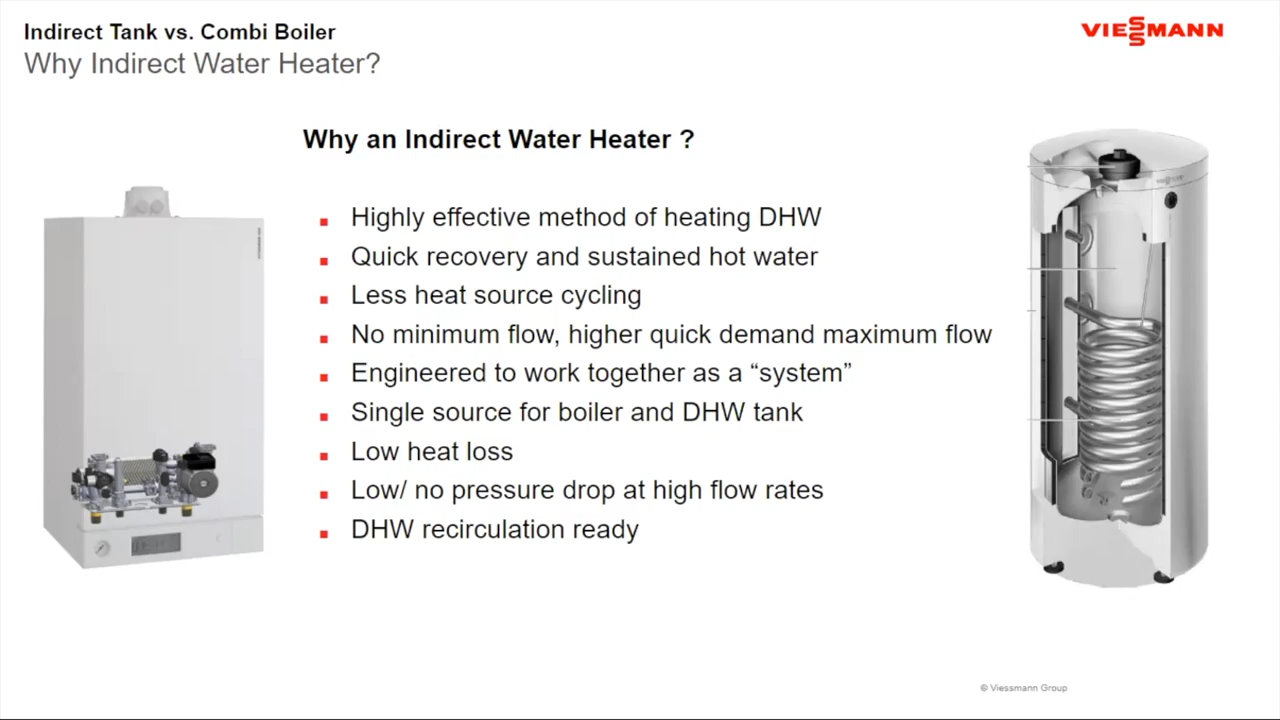 Indirect Tank vs. Combi Boiler
Why Indirect Water Heater?
VIESSMANN
Why an Indirect Water Heater ?
Highly effective method of heating DHW
Quick recovery and sustained hot water
Less heat source cycling
No minimum flow, higher quick demand maximum flow
Engineered to work together as a “system”
Single source for boiler and DHW tank
Low heat loss
Low/ no pressure drop at high flow rates
DHW recirculation ready
© Viessmann Group